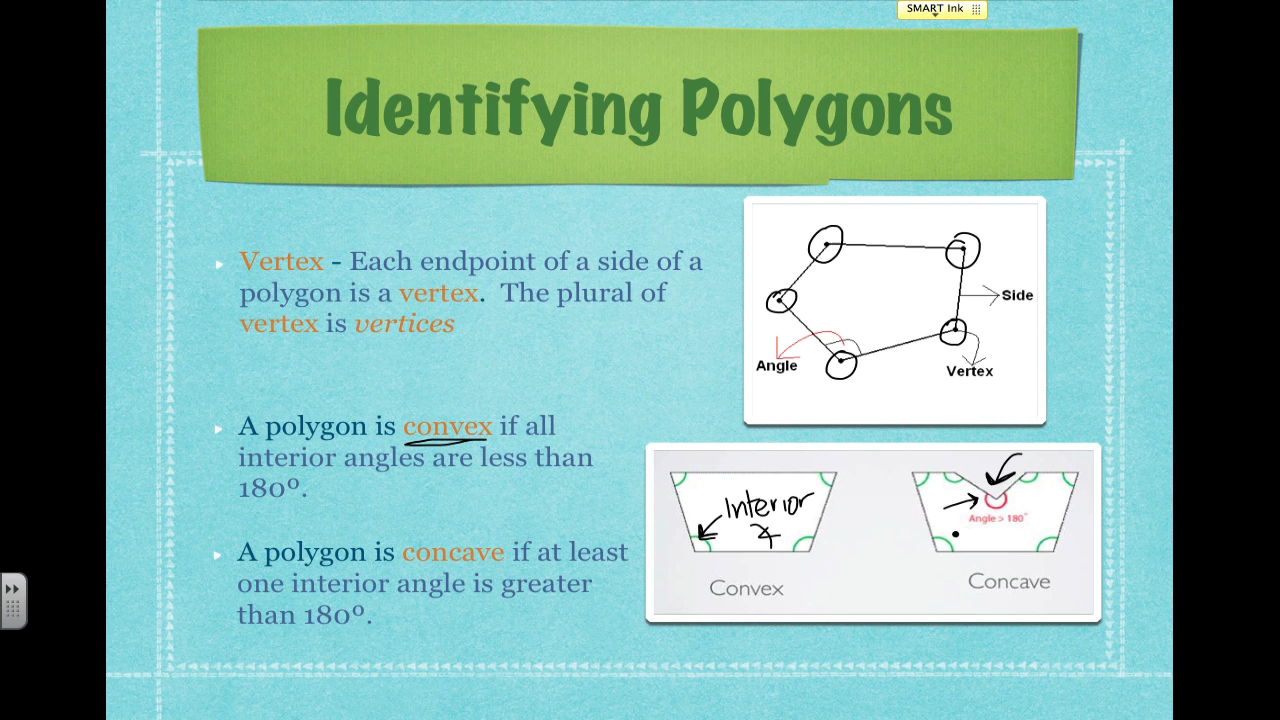 SMART Ink
Identifying Polygons
Vertex - Each endpoint of a side of a
polygon is a vertex. The plural of
vertex is vertices
Side
Angle
Vertex
A polygon is convex if all
interior angles are less than
180º.
A polygon is concave if at least
one interior angle is greater
than 180º.
Interior
∡
Angle > 180°
Convex
Concave